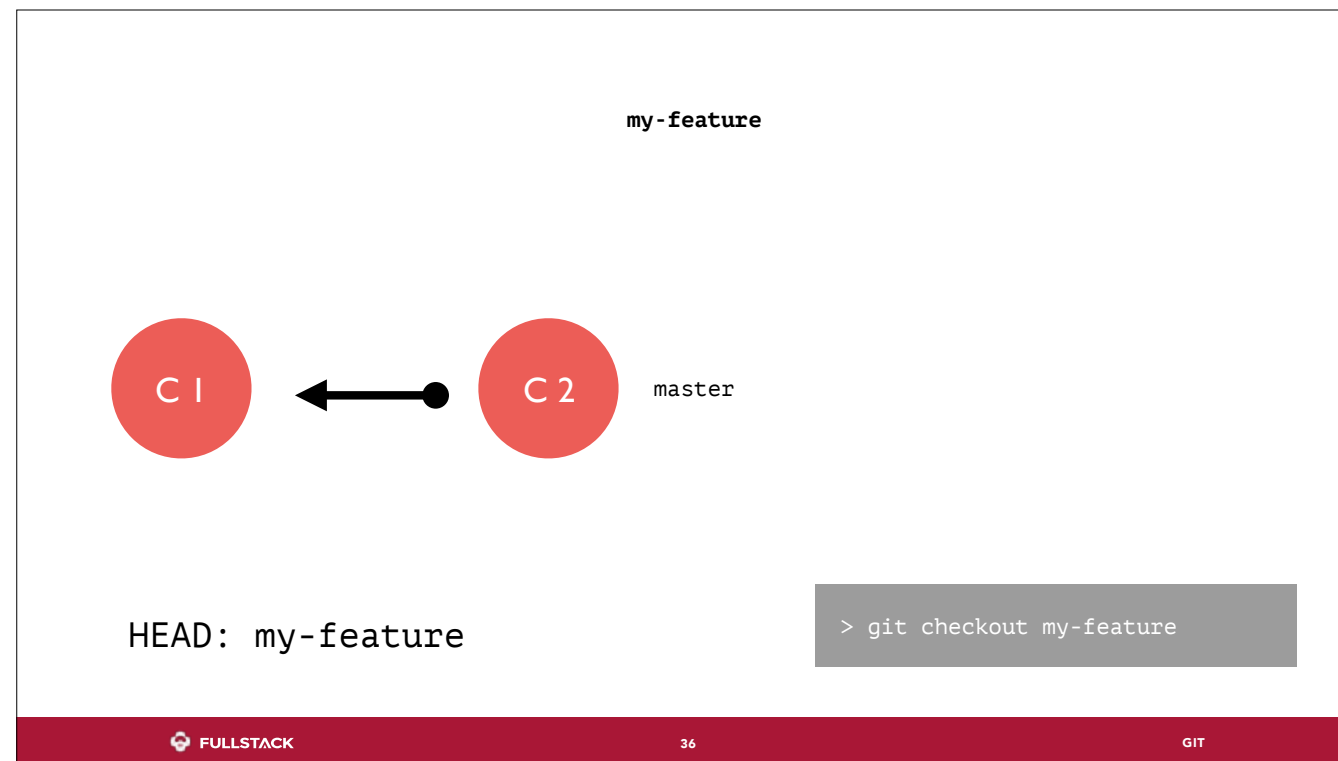 my-feature
C 1
C 2
master
HEAD: my-feature
> git checkout my-feature
FULLSTACK
36
GIT